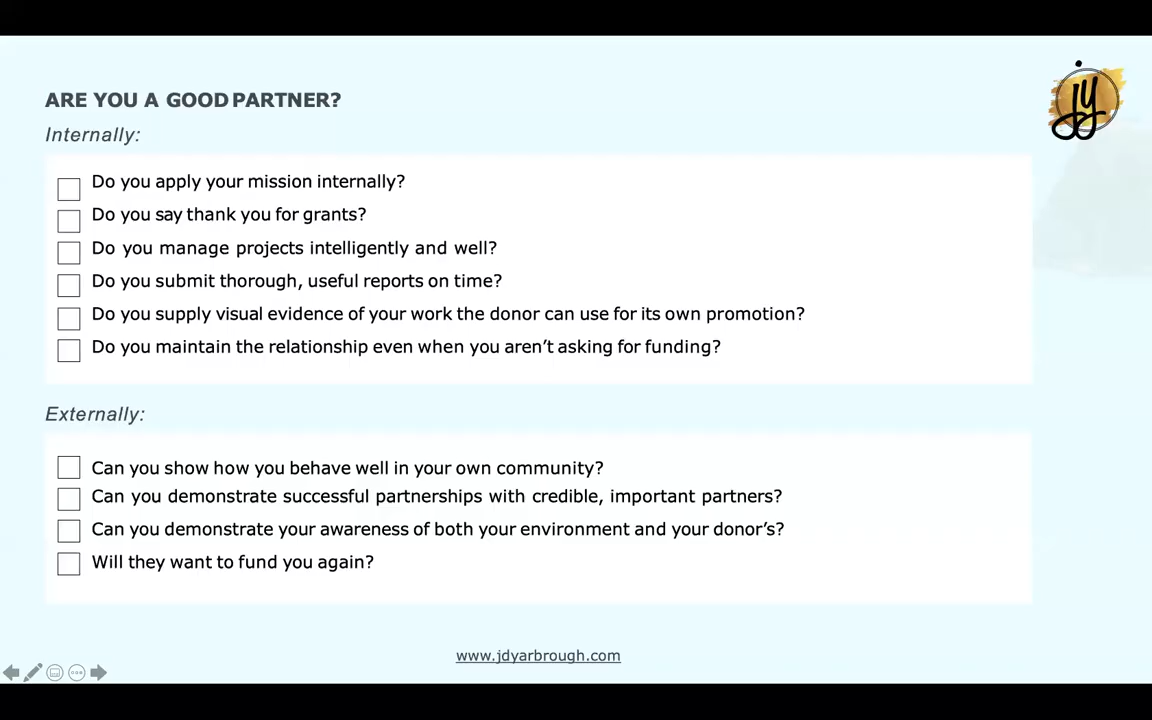 ARE YOU A GOOD PARTNER?
jy
Internally:
Do you apply your mission internally?
Do you say thank you for grants?
Do you manage projects intelligently and well?
Do you submit thorough, useful reports on time?
Do you supply visual evidence of your work the donor can use for its own promotion?
Do you maintain the relationship even when you aren’t asking for funding?
Externally:
Can you show how you behave well in your own community?
Can you demonstrate successful partnerships with credible, important partners?
Can you demonstrate your awareness of both your environment and your donor’s?
Will they want to fund you again?
www.jdyarbrough.com